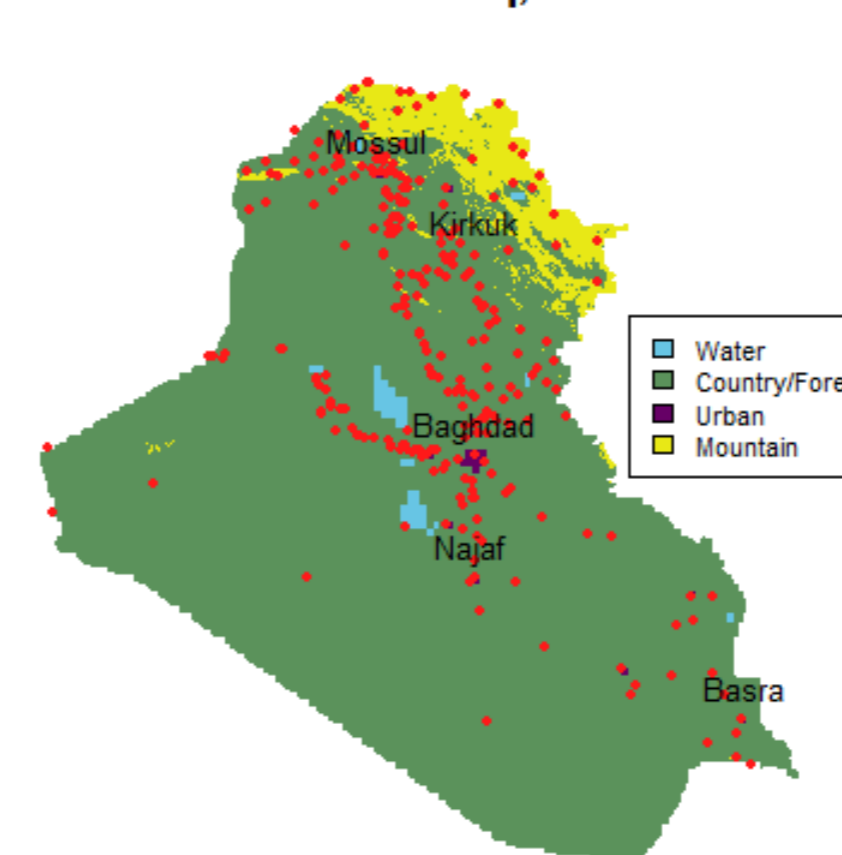 Mossul
Kirkuk
Water
Country/Fore
Urban
Mountain
Baghdad
Najaf
Basra